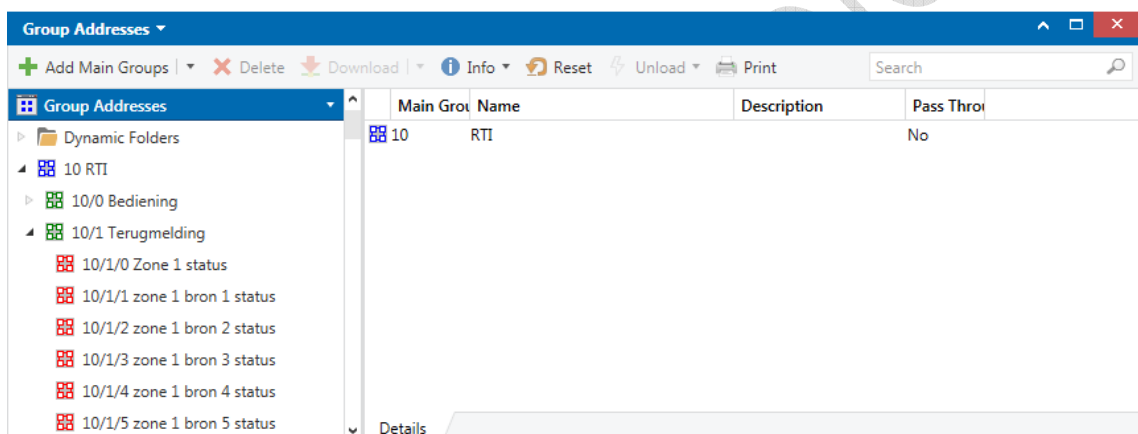 Group Addresses
Add Main Groups Delete Download Info Reset Unload Print Search
Group Addresses
Main Grou Name Description Pass Throu
Dynamic Folders
10 RTI No
10 RTI
10/0 Bediening
10/1 Terugmelding
10/1/0 Zone 1 status
10/1/1 zone 1 bron 1 status
10/1/2 zone 1 bron 2 status
10/1/3 zone 1 bron 3 status
10/1/4 zone 1 bron 4 status
10/1/5 zone 1 bron 5 status
Details